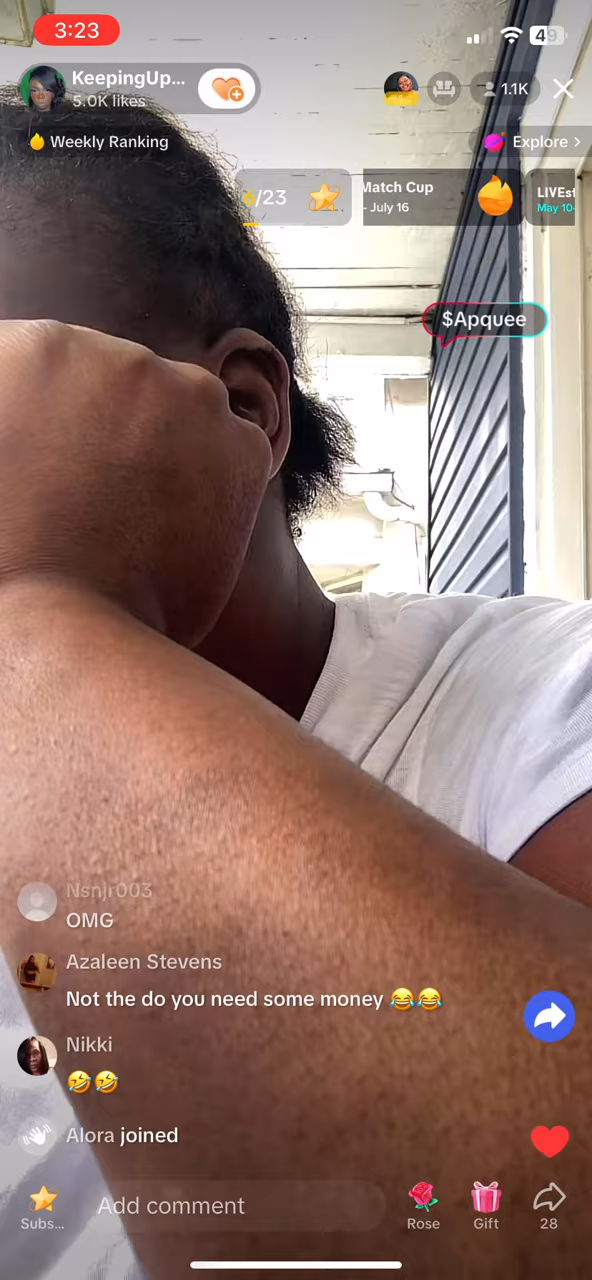 3:23
49
KeepingUp...
5.0K likes
1.1K
Weekly Ranking
Explore >
6/23
Match Cup
- July 16
LIVEst
May 10-
$Apquee
Nsnjr003
OMG
Azaleen Stevens
Not the do you need some money 😂😂
Nikki
🤣🤣
Alora joined
Subs...
Add comment
Rose
Gift
28